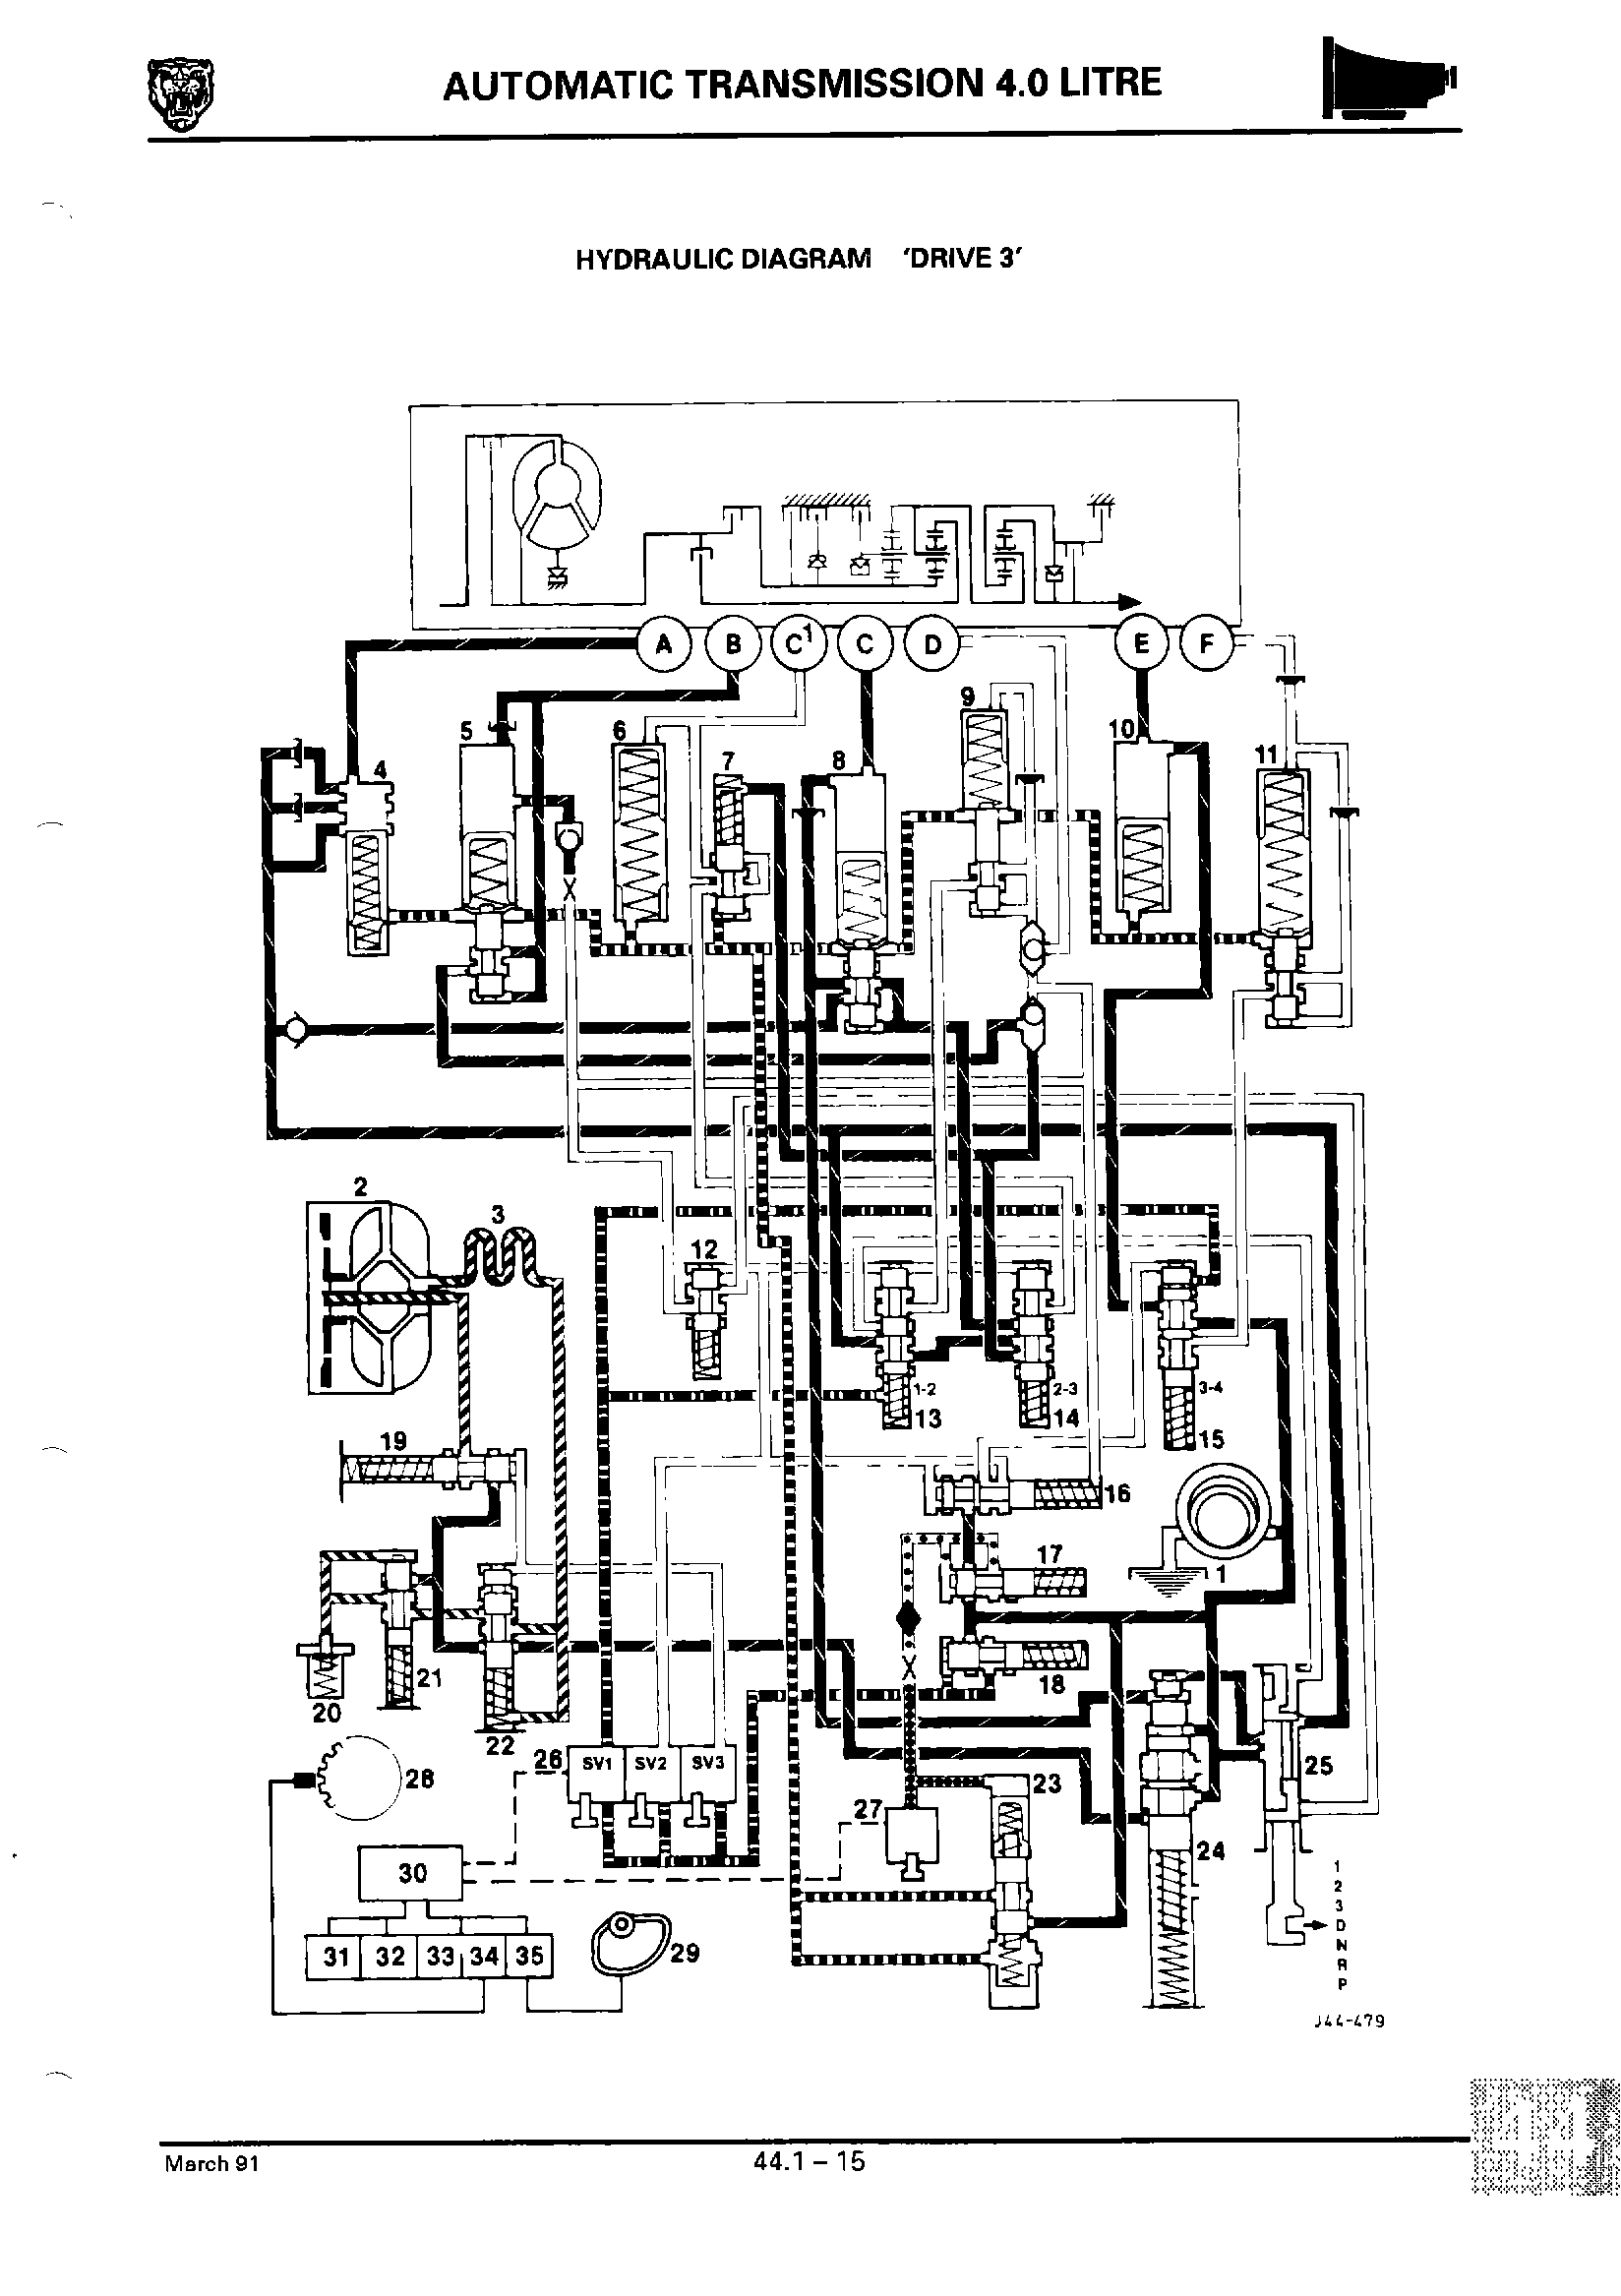 AUTOMATIC TRANSMISSION 4.0 LITRE
HYDRAULIC DIAGRAM 'DRIVE 3'
A B C1 C D E F
9
5 6 10
7 8 11
4
2
3
12
1-2 2-3 3-4
13 14 15
19
16
17
1
21
18
20
22
26 SV1 SV2 SV3 25
28 23
27
24
30
1
2
3
D
N
R
P
31 32 33 34 35 29
J44-479
March 91 44.1 – 15
44